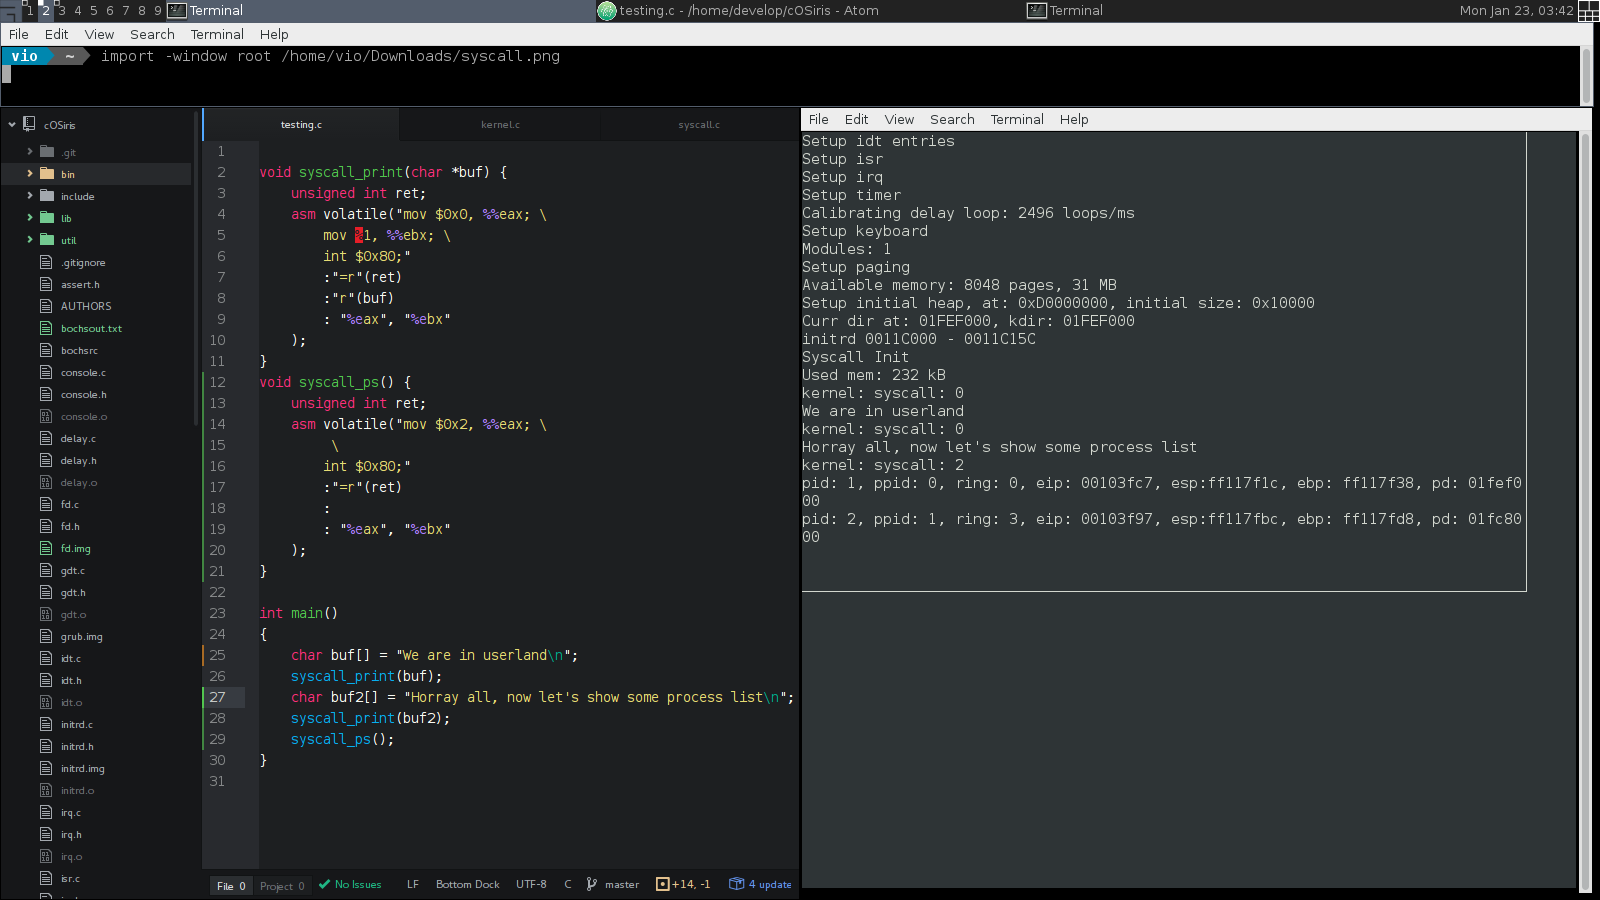 1 2 3 4 5 6 7 8 9 Terminal testing.c - /home/develop/cOSiris - Atom Terminal Mon Jan 23, 03:42
File Edit View Search Terminal Help
vio ~ import -window root /home/vio/Downloads/syscall.png
cOSiris
.git
bin
include
lib
util
.gitignore
assert.h
AUTHORS
bochsout.txt
bochsrc
console.c
console.h
console.o
delay.c
delay.h
delay.o
fd.c
fd.h
fd.img
gdt.c
gdt.h
gdt.o
grub.img
idt.c
idt.h
idt.o
initrd.c
initrd.h
initrd.img
initrd.o
irq.c
irq.h
irq.o
isr.c
testing.c kernel.c syscall.c
1
2 void syscall_print(char *buf) {
3 unsigned int ret;
4 asm volatile("mov $0x0, %%eax; \
5 mov %1, %%ebx; \
6 int $0x80;"
7 :"=r"(ret)
8 :"r"(buf)
9 : "%eax", "%ebx"
10 );
11 }
12 void syscall_ps() {
13 unsigned int ret;
14 asm volatile("mov $0x2, %%eax; \
15 \
16 int $0x80;"
17 :"=r"(ret)
18 :
19 : "%eax", "%ebx"
20 );
21 }
22
23 int main()
24 {
25 char buf[] = "We are in userland\n";
26 syscall_print(buf);
27 char buf2[] = "Horray all, now let's show some process list\n";
28 syscall_print(buf2);
29 syscall_ps();
30 }
31
File 0 Project 0 No Issues LF Bottom Dock UTF-8 C master +14, -1 4 update
File Edit View Search Terminal Help
Setup idt entries
Setup isr
Setup irq
Setup timer
Calibrating delay loop: 2496 loops/ms
Setup keyboard
Modules: 1
Setup paging
Available memory: 8048 pages, 31 MB
Setup initial heap, at: 0xD0000000, initial size: 0x10000
Curr dir at: 01FEF000, kdir: 01FEF000
initrd 0011C000 - 0011C15C
Syscall Init
Used mem: 232 kB
kernel: syscall: 0
We are in userland
kernel: syscall: 0
Horray all, now let's show some process list
kernel: syscall: 2
pid: 1, ppid: 0, ring: 0, eip: 00103fc7, esp:ff117f1c, ebp: ff117f38, pd: 01fef0
00
pid: 2, ppid: 1, ring: 3, eip: 00103f97, esp:ff117fbc, ebp: ff117fd8, pd: 01fc80
00